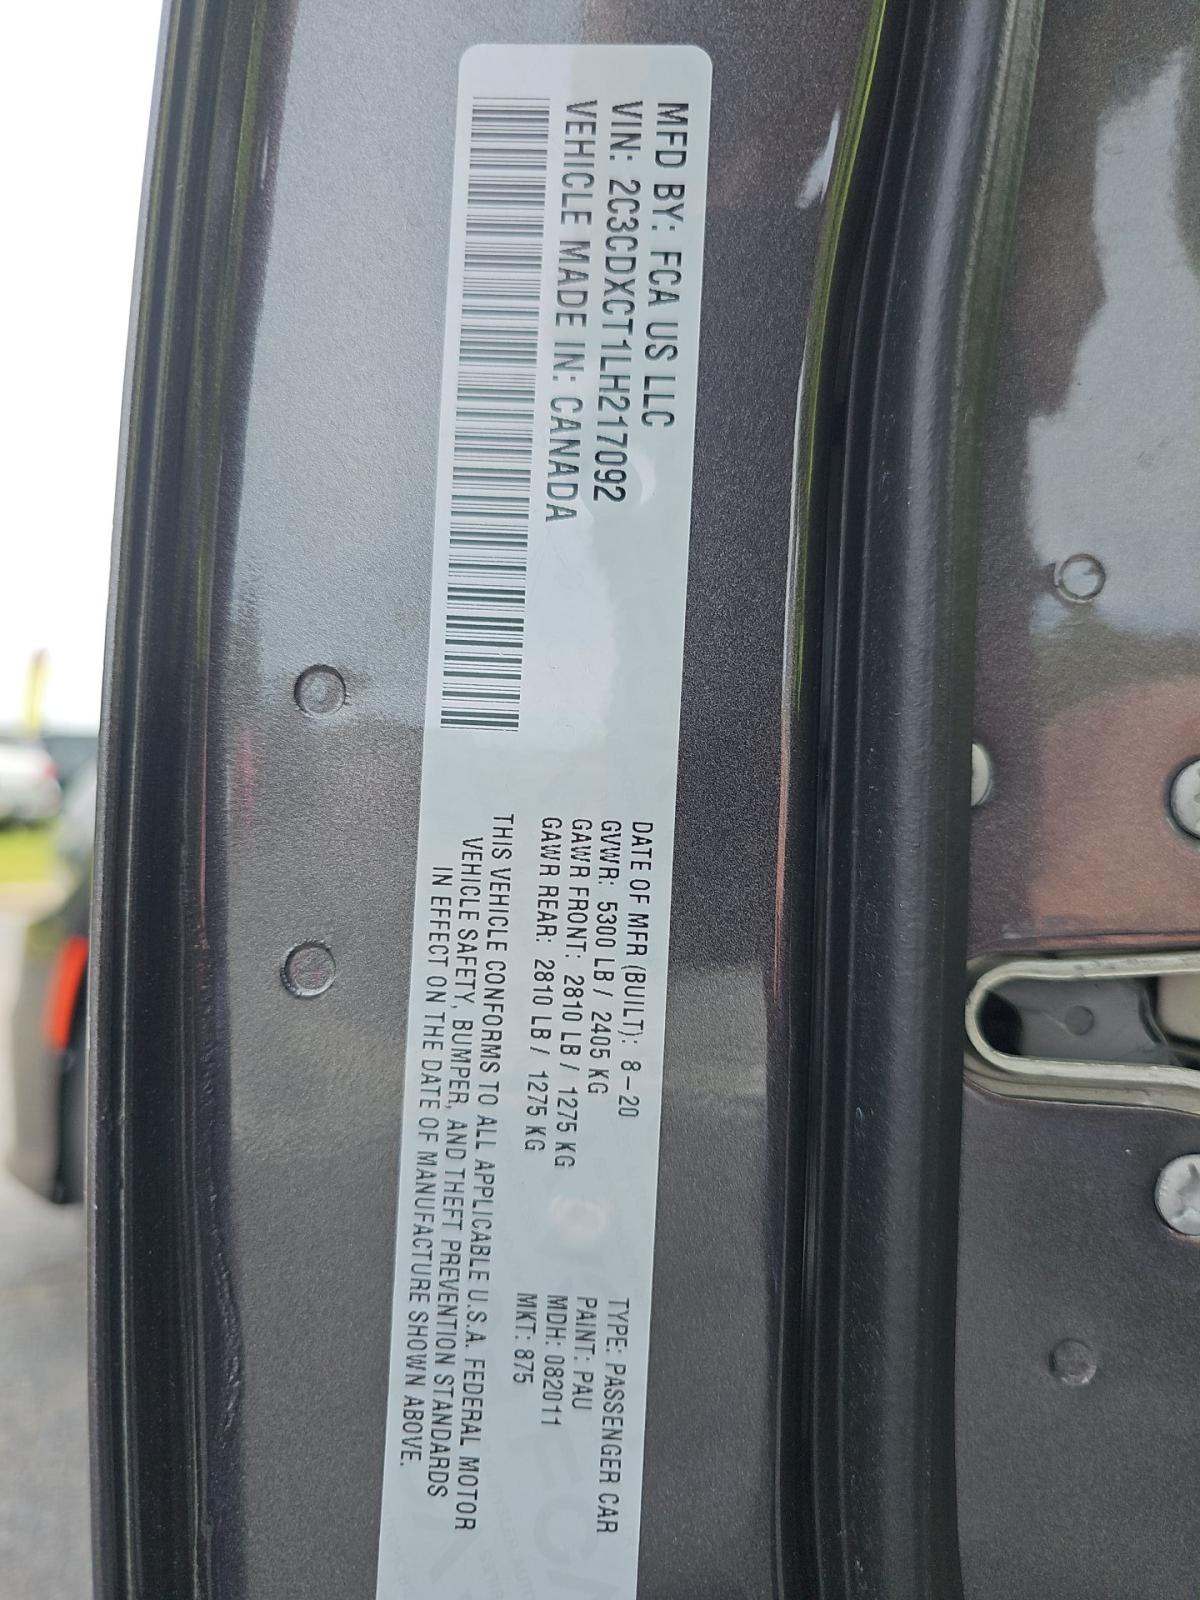 MFD BY: FCA US LLC
VIN: 2C3CDXCT1LH217092
VEHICLE MADE IN: CANADA
DATE OF MFR (BUILT): 8-20
GVWR: 5300 LB / 2405 KG
GAWR FRONT: 2810 LB / 1275 KG
GAWR REAR: 2810 LB / 1275 KG
TYPE: PASSENGER CAR
PAINT: PAU
MDH: 082011
MKT: 875
THIS VEHICLE CONFORMS TO ALL APPLICABLE U.S.A. FEDERAL MOTOR
VEHICLE SAFETY, BUMPER, AND THEFT PREVENTION STANDARDS
IN EFFECT ON THE DATE OF MANUFACTURE SHOWN ABOVE.